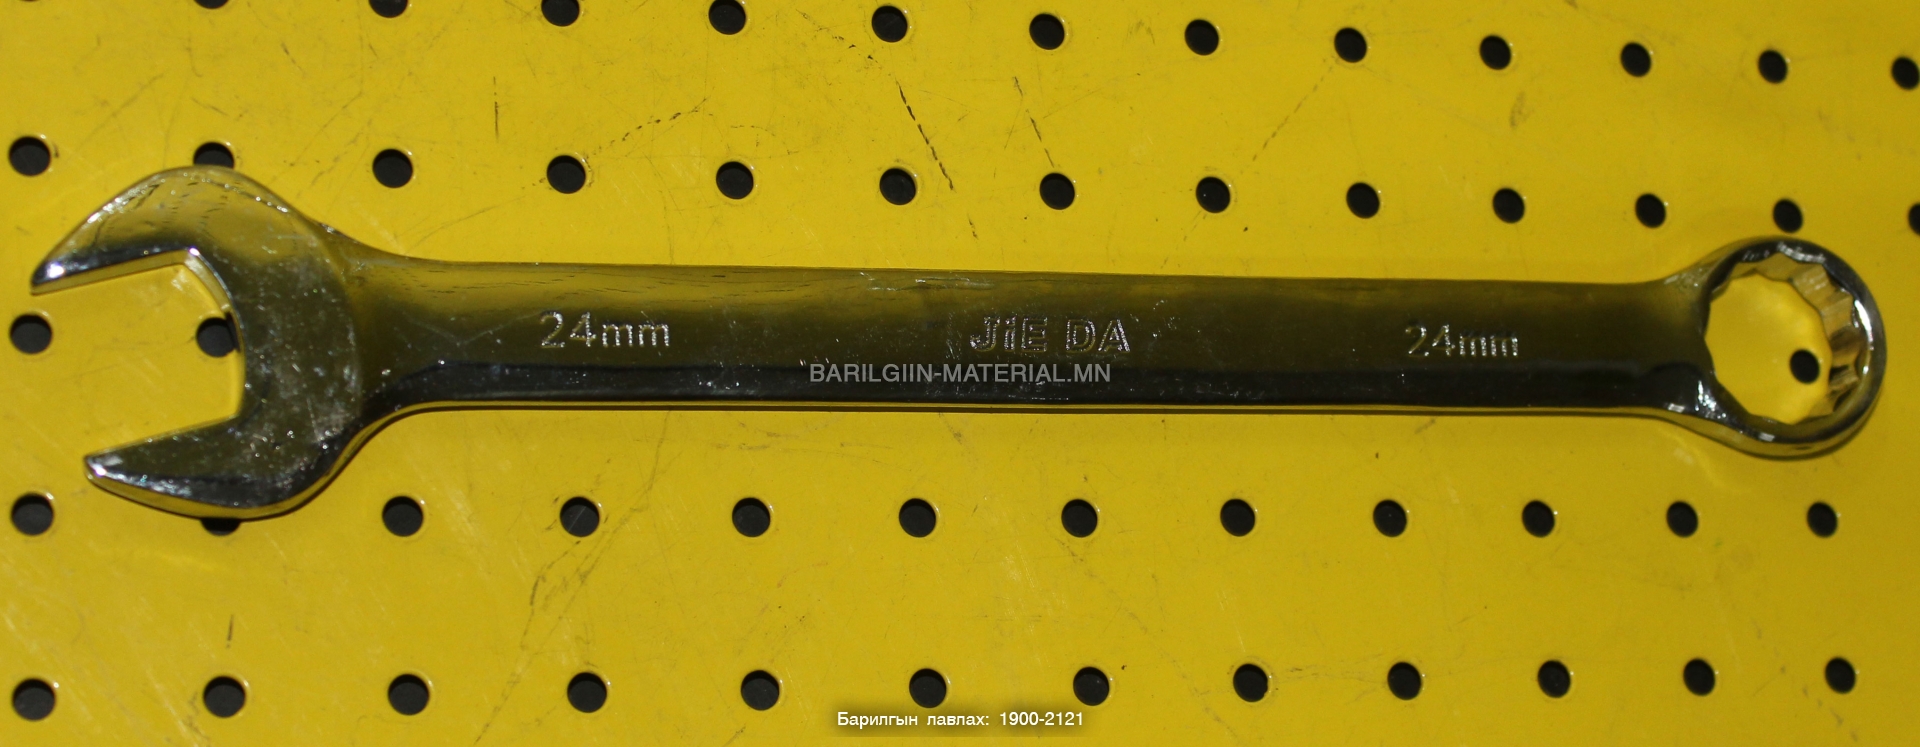 24mm JiE DA 24mm
BARILGIIN-MATERIAL.MN
Барилгын лавлах: 1900-2121